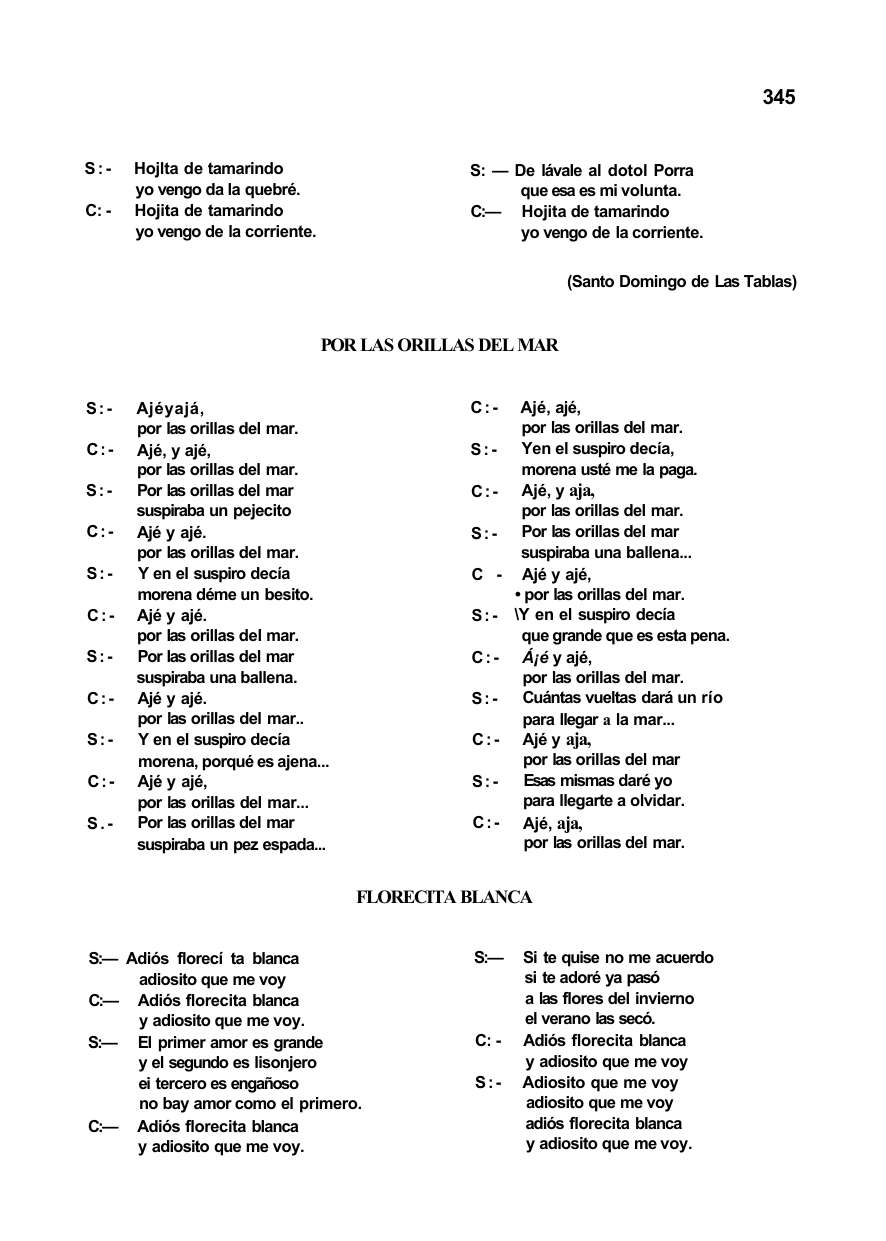 345
S:- Hojlta de tamarindo
yo vengo da la quebré.
C:- Hojita de tamarindo
yo vengo de la corriente.
S: — De lávale al dotol Porra
que esa es mi volunta.
C:— Hojita de tamarindo
yo vengo de la corriente.
(Santo Domingo de Las Tablas)
POR LAS ORILLAS DEL MAR
S:- Ajéyajá,
por las orillas del mar.
C:- Ajé, y ajé,
por las orillas del mar.
S:- Por las orillas del mar
suspiraba un pejecito
C:- Ajé y ajé.
por las orillas del mar.
S:- Y en el suspiro decía
morena déme un besito.
C:- Ajé y ajé.
por las orillas del mar.
S:- Por las orillas del mar
suspiraba una ballena.
C:- Ajé y ajé.
por las orillas del mar..
S:- Y en el suspiro decía
morena, porqué es ajena...
C:- Ajé y ajé,
por las orillas del mar...
S.- Por las orillas del mar
suspiraba un pez espada...
C:- Ajé, ajé,
por las orillas del mar.
S:- Yen el suspiro decía,
morena usté me la paga.
C:- Ajé, y aja,
por las orillas del mar.
S:- Por las orillas del mar
suspiraba una ballena...
C - Ajé y ajé,
• por las orillas del mar.
S:- \Y en el suspiro decía
que grande que es esta pena.
C:- Á¡é y ajé,
por las orillas del mar.
S:- Cuántas vueltas dará un río
para llegar a la mar...
C:- Ajé y aja,
por las orillas del mar
S:- Esas mismas daré yo
para llegarte a olvidar.
C:- Ajé, aja,
por las orillas del mar.
FLORECITA BLANCA
S:— Adiós florecí ta blanca
adiosito que me voy
C:— Adiós florecita blanca
y adiosito que me voy.
S:— El primer amor es grande
y el segundo es lisonjero
ei tercero es engañoso
no bay amor como el primero.
C:— Adiós florecita blanca
y adiosito que me voy.
S:— Si te quise no me acuerdo
si te adoré ya pasó
a las flores del invierno
el verano las secó.
C:- Adiós florecita blanca
y adiosito que me voy
S:- Adiosito que me voy
adiosito que me voy
adiós florecita blanca
y adiosito que me voy.